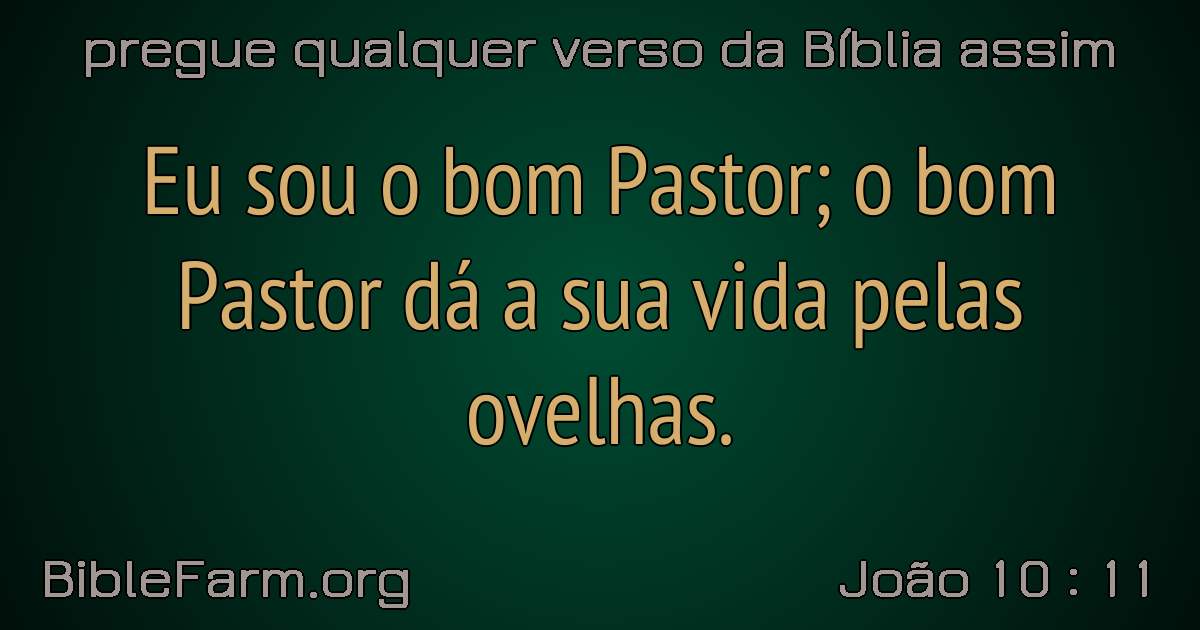 pregue qualquer verso da Bíblia assim
Eu sou o bom Pastor; o bom
Pastor dá a sua vida pelas
ovelhas.
BibleFarm.org
João 10 : 11